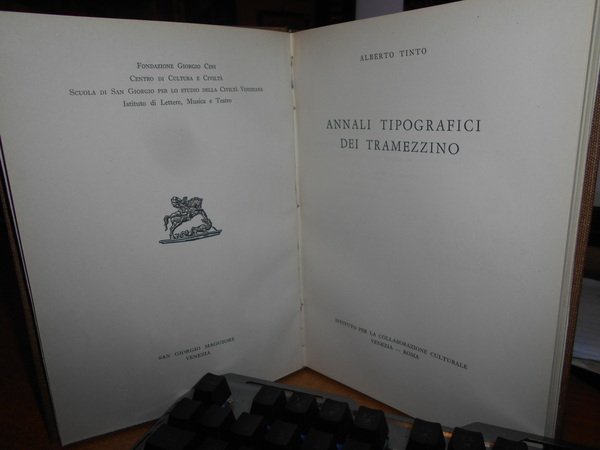 FONDAZIONE GIORGIO CINI
CENTRO DI CULTURA E CIVILTÀ
SCUOLA DI SAN GIORGIO PER LO STUDIO DELLA CIVILTÀ VENEZIANA
Istituto di Lettere, Musica e Teatro
SAN GIORGIO MAGGIORE
VENEZIA
ALBERTO TINTO
ANNALI TIPOGRAFICI
DEI TRAMEZZINO
ISTITUTO PER LA COLLABORAZIONE CULTURALE
VENEZIA - ROMA